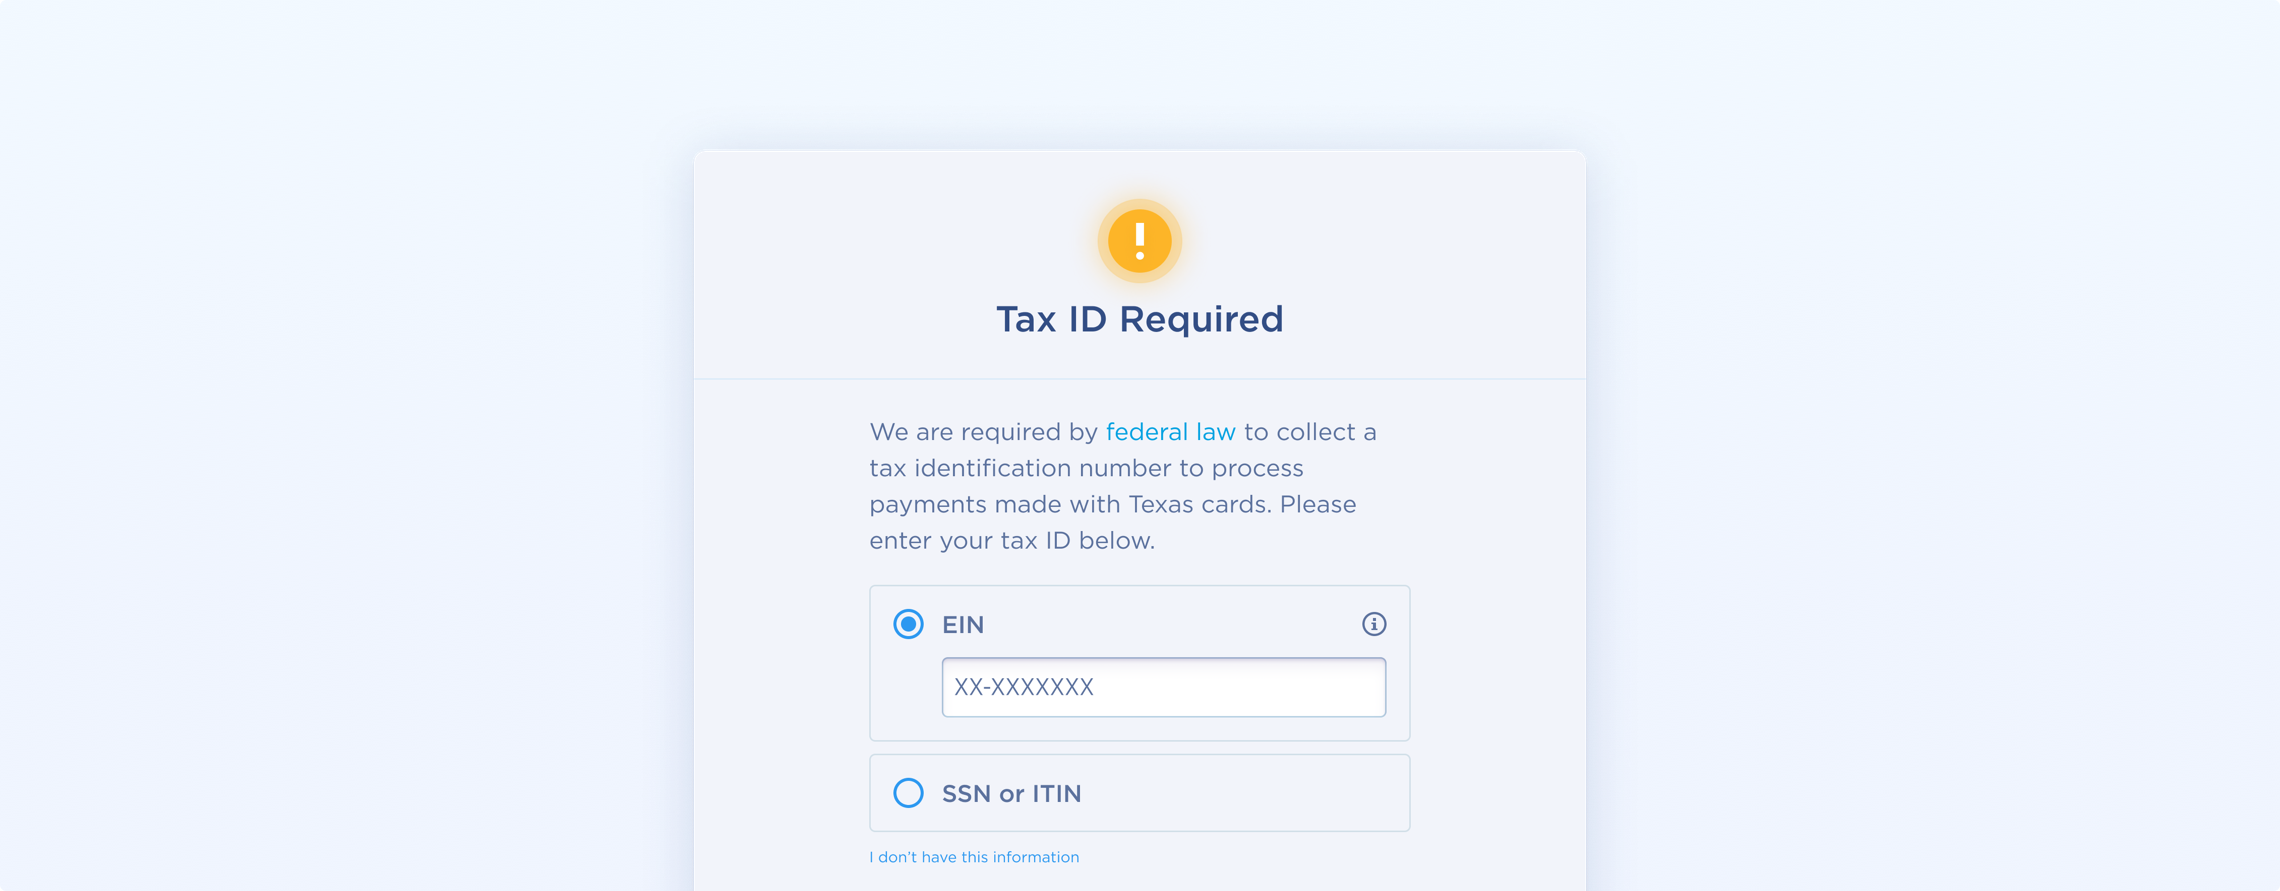 Tax ID Required
We are required by federal law to collect a
tax identification number to process
payments made with Texas cards. Please
enter your tax ID below.
EIN
XX-XXXXXXX
SSN or ITIN
I don't have this information